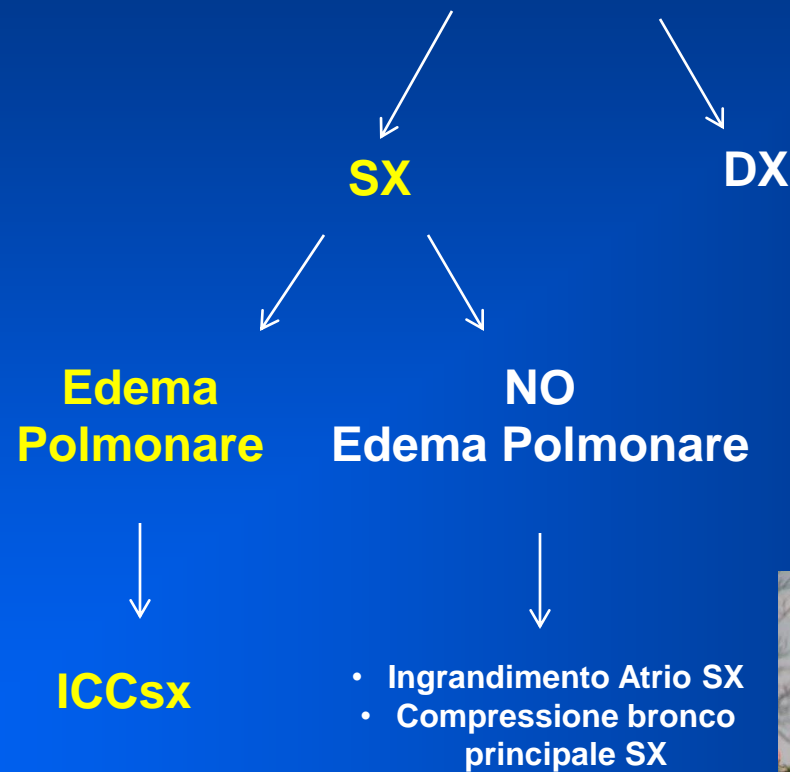 SX
DX
Edema
Polmonare
NO
Edema Polmonare
ICCsx
• Ingrandimento Atrio SX
• Compressione bronco
principale SX